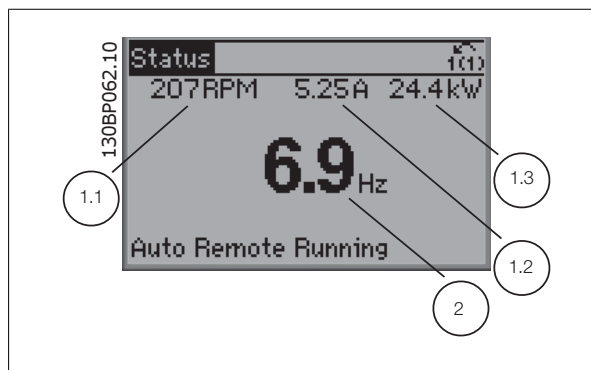 130BP062.10
Status 1(1)
207RPM 5.25A 24.4kW
6.9Hz
Auto Remote Running
1.1
1.3
1.2
2